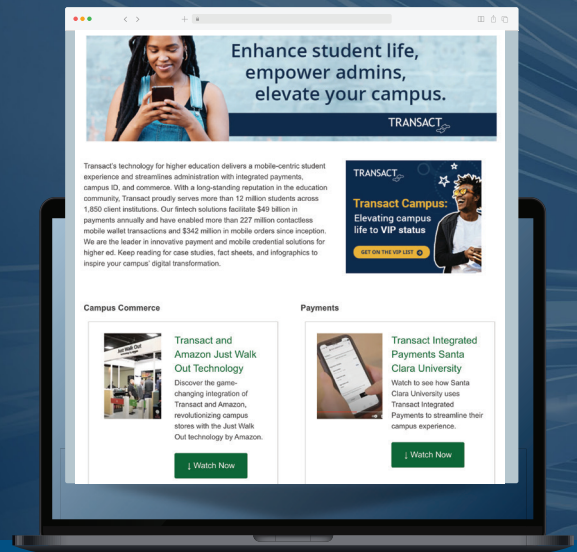 Enhance student life,
empower admins,
elevate your campus.
TRANSACT
Transact's technology for higher education delivers a mobile-centric student
experience and streamlines administration with integrated payments,
campus ID, and commerce. With a long-standing reputation in the education
community, Transact proudly serves more than 12 million students across
1,850 client institutions. Our fintech solutions facilitate $49 billion in
payments annually and have enabled more than 227 million contactless
mobile wallet transactions and $342 million in mobile orders since inception.
We are the leader in innovative payment and mobile credential solutions for
higher ed. Keep reading for case studies, fact sheets, and infographics to
inspire your campus' digital transformation.
TRANSACT
Transact Campus:
Elevating campus
life to VIP status
GET ON THE VIP LIST
Campus Commerce
Just Walk Out
Transact and
Amazon Just Walk
Out Technology
Discover the game-
changing integration of
Transact and Amazon,
revolutionizing campus
stores with the Just Walk
Out technology by Amazon.
↓ Watch Now
Payments
Transact Integrated
Payments Santa
Clara University
Watch to see how Santa
Clara University uses
Transact Integrated
Payments to streamline their
campus experience.
↓ Watch Now